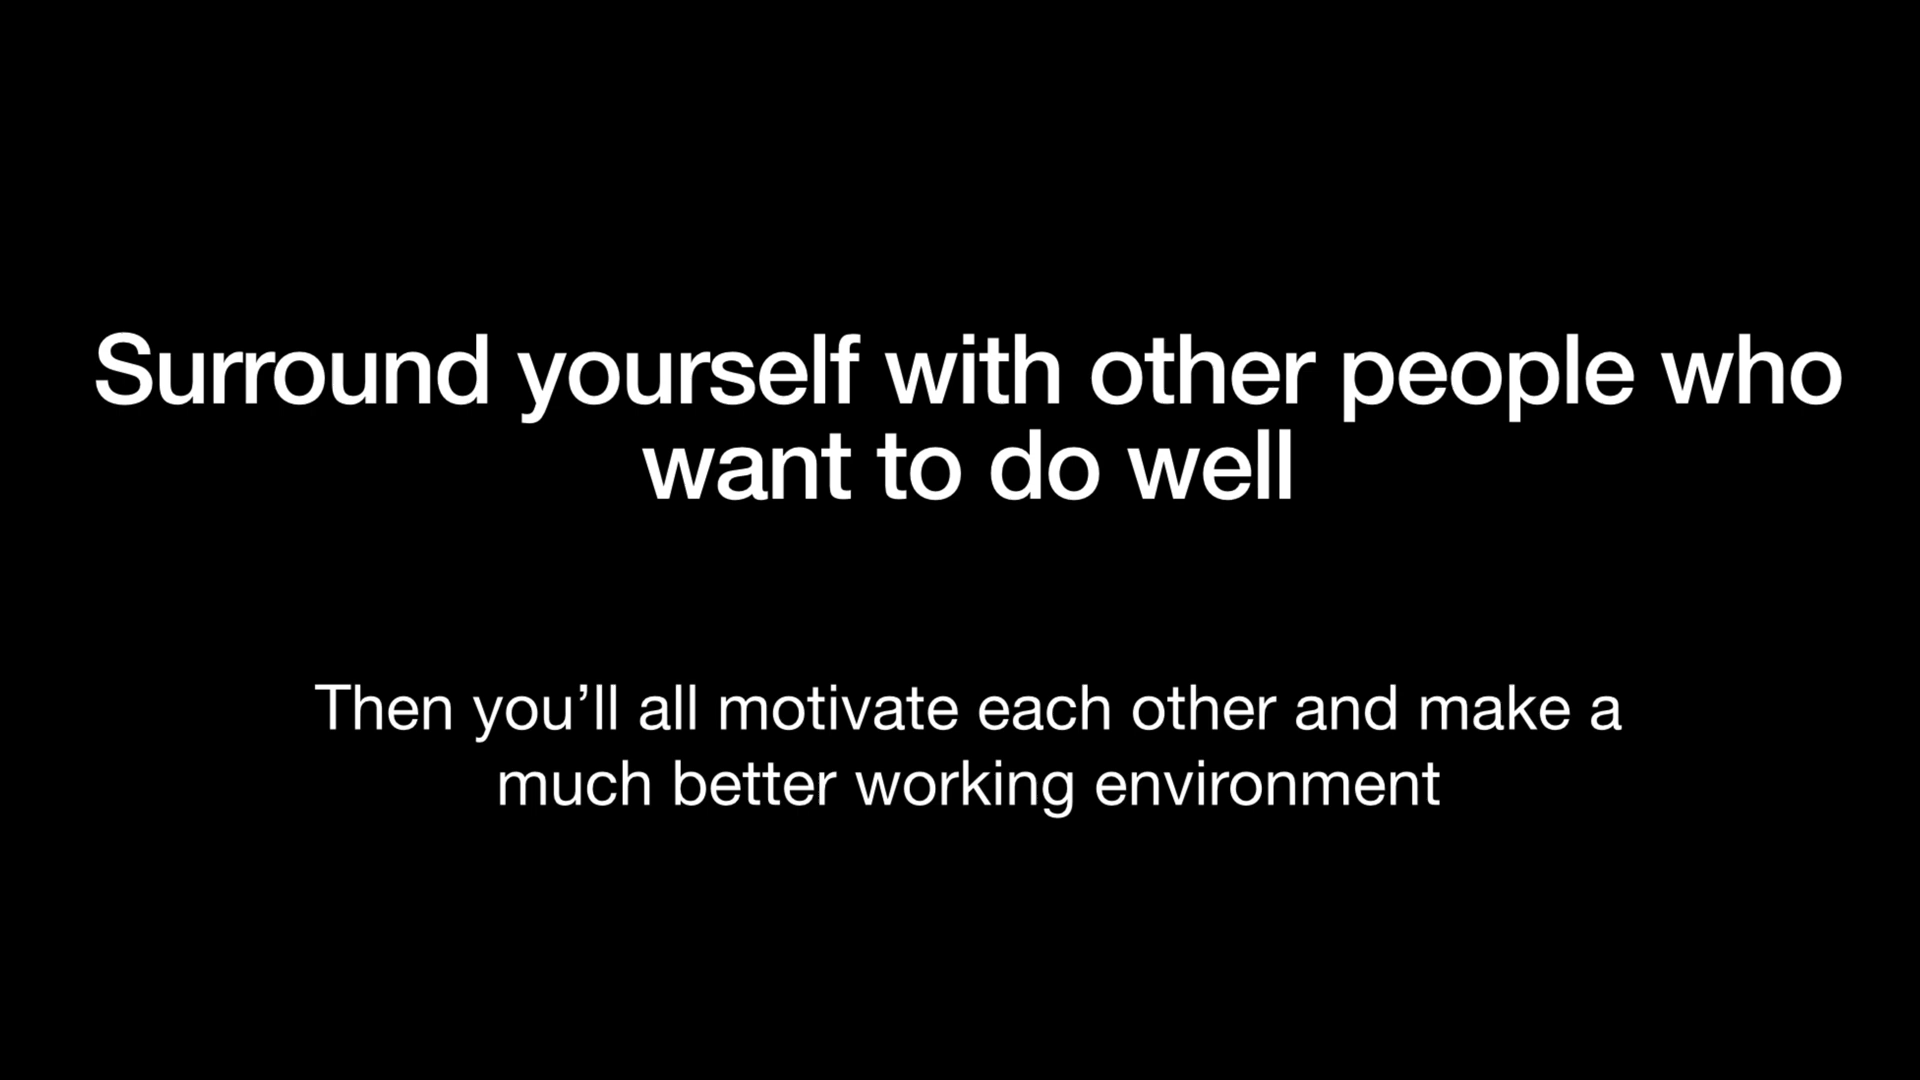 Surround yourself with other people who
want to do well
Then you’ll all motivate each other and make a
much better working environment